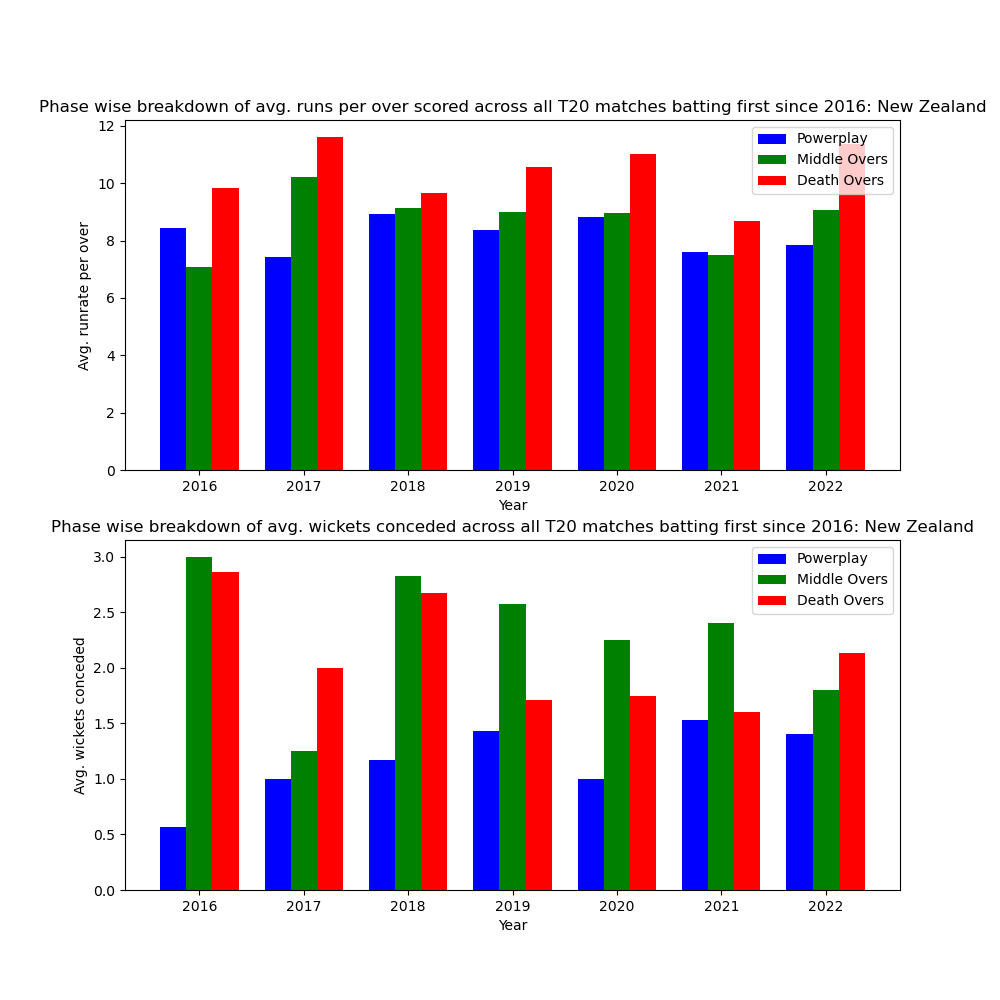 Phase wise breakdown of avg. runs per over scored across all T20 matches batting first since 2016: New Zealand
12
10
8
6
4
2
0
Avg. runrate per over
Powerplay
Middle Overs
Death Overs
2016 2017 2018 2019 2020 2021 2022
Year
Phase wise breakdown of avg. wickets conceded across all T20 matches batting first since 2016: New Zealand
3.0
2.5
2.0
1.5
1.0
0.5
0.0
Avg. wickets conceded
Powerplay
Middle Overs
Death Overs
2016 2017 2018 2019 2020 2021 2022
Year